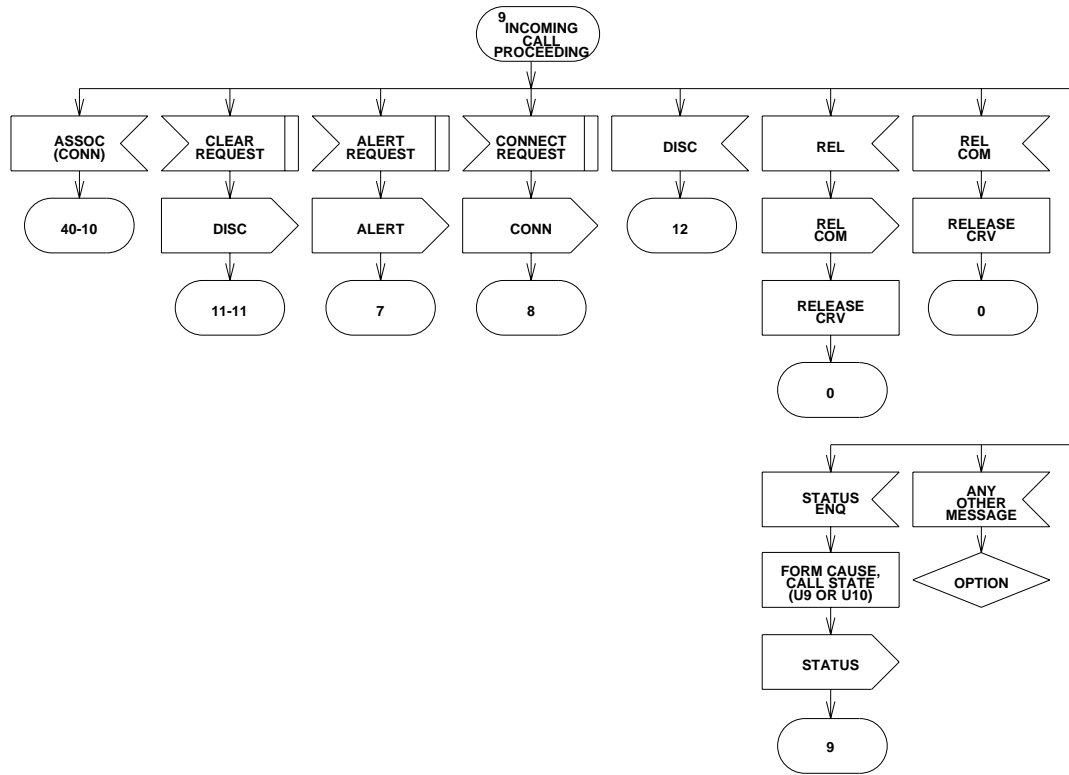 9
INCOMING
CALL
PROCEEDING
ASSOC
(CONN)
CLEAR
REQUEST
ALERT
REQUEST
CONNECT
REQUEST
DISC
REL
REL
COM
40-10
DISC
ALERT
CONN
12
REL
COM
RELEASE
CRV
11-11
7
8
RELEASE
CRV
0
0
STATUS
ENQ
ANY
OTHER
MESSAGE
FORM CAUSE,
CALL STATE
(U9 OR U10)
OPTION
STATUS
9